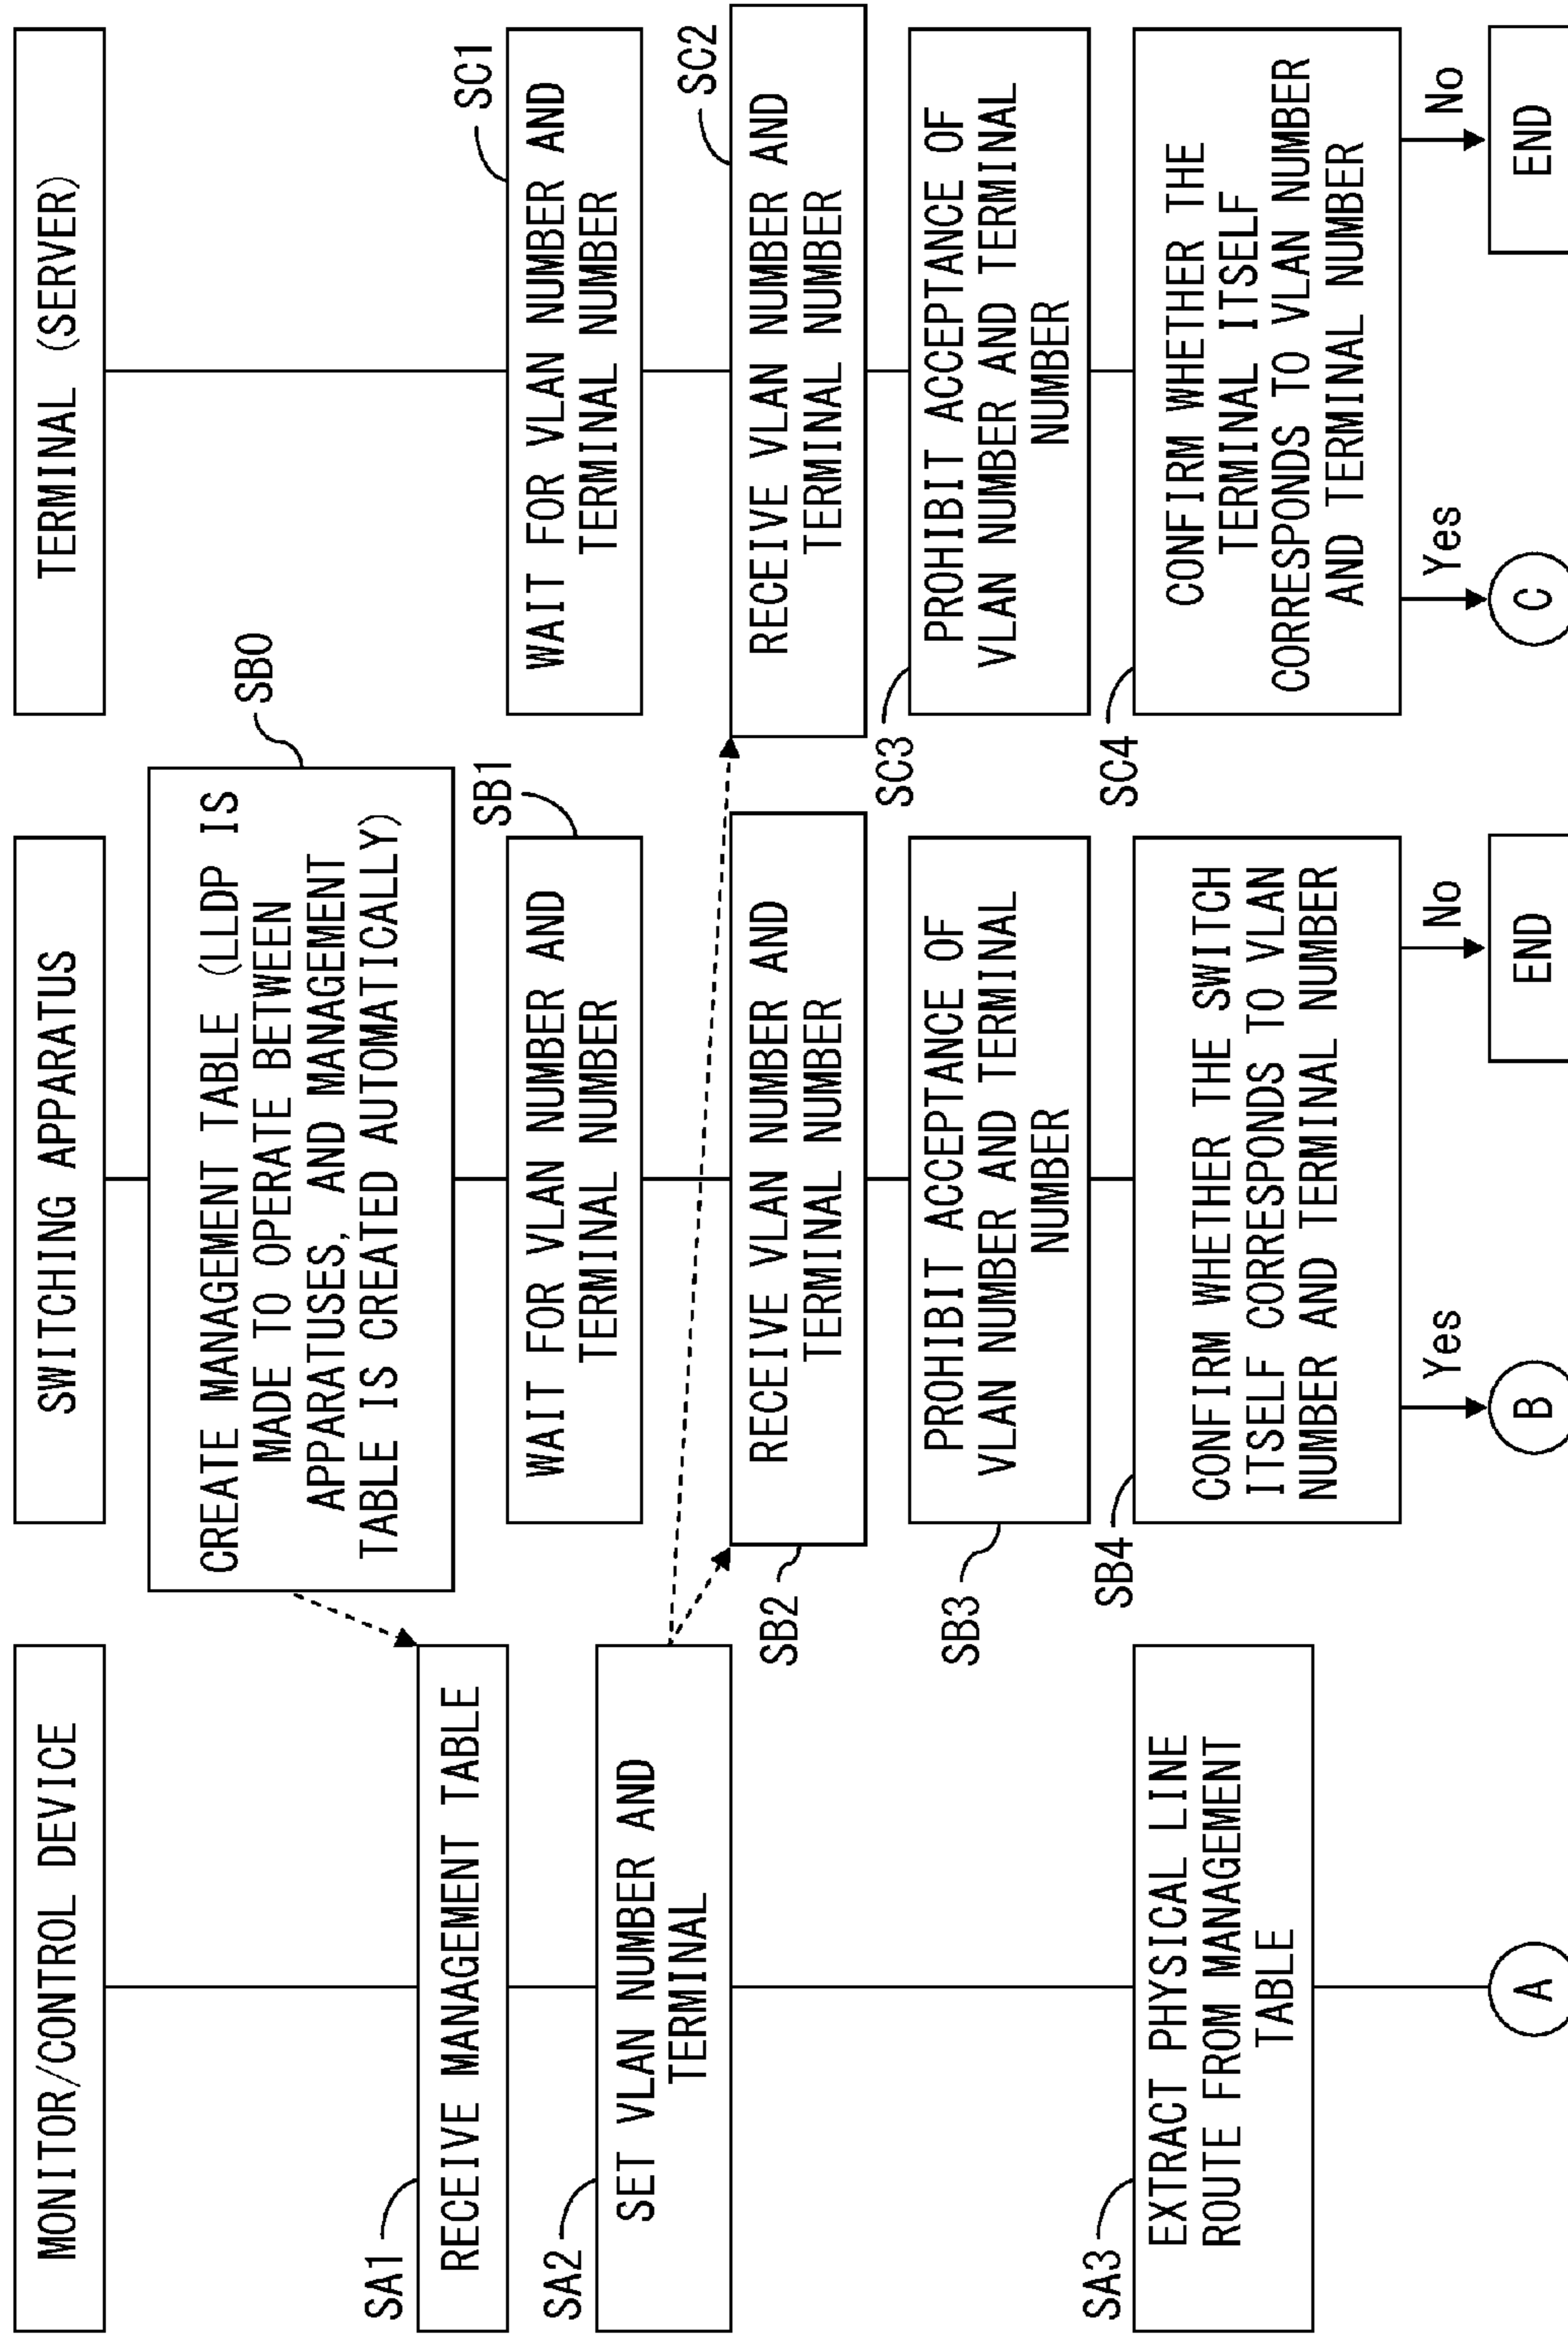 MONITOR/CONTROL DEVICE
SA1
RECEIVE MANAGEMENT TABLE
SA2
SET VLAN NUMBER AND
TERMINAL
SA3
EXTRACT PHYSICAL LINE
ROUTE FROM MANAGEMENT
TABLE
A
SWITCHING APPARATUS
SB0
CREATE MANAGEMENT TABLE (LLDP IS
MADE TO OPERATE BETWEEN
APPARATUSES, AND MANAGEMENT
TABLE IS CREATED AUTOMATICALLY)
SB1
WAIT FOR VLAN NUMBER AND
TERMINAL NUMBER
SB2
RECEIVE VLAN NUMBER AND
TERMINAL NUMBER
SB3
PROHIBIT ACCEPTANCE OF
VLAN NUMBER AND TERMINAL
NUMBER
SB4
CONFIRM WHETHER THE SWITCH
ITSELF CORRESPONDS TO VLAN
NUMBER AND TERMINAL NUMBER
Yes
No
B
END
TERMINAL (SERVER)
SC1
WAIT FOR VLAN NUMBER AND
TERMINAL NUMBER
SC2
RECEIVE VLAN NUMBER AND
TERMINAL NUMBER
SC3
PROHIBIT ACCEPTANCE OF
VLAN NUMBER AND TERMINAL
NUMBER
SC4
CONFIRM WHETHER THE
TERMINAL ITSELF
CORRESPONDS TO VLAN NUMBER
AND TERMINAL NUMBER
Yes
No
C
END